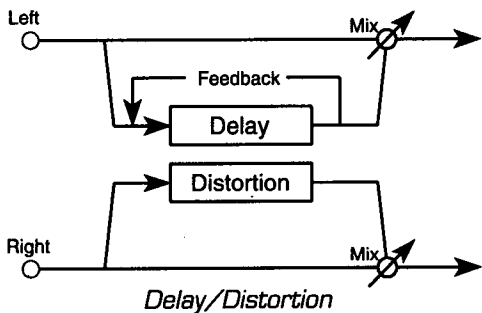 Left
Mix
Feedback
Delay
Distortion
Right
Mix
Delay/Distortion